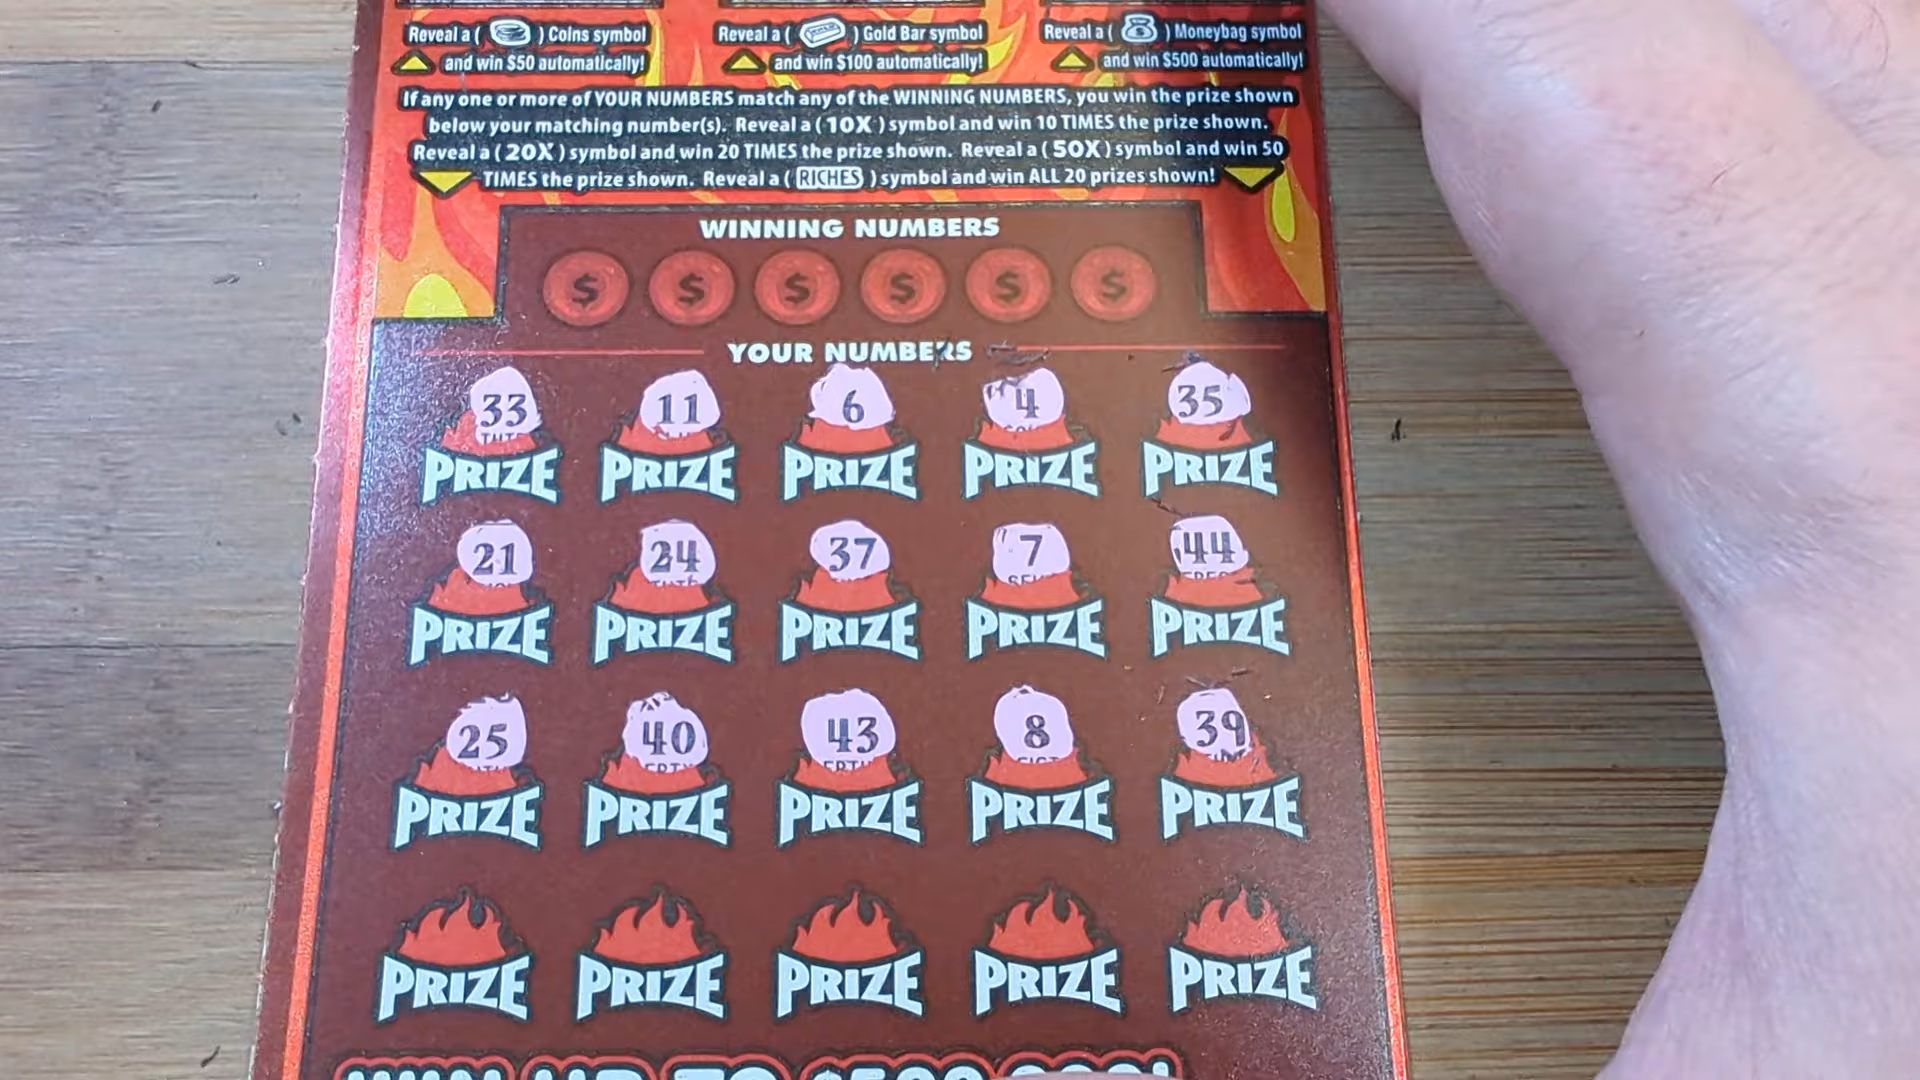 Reveal a ( ) Coins symbol
and win $50 automatically!
Reveal a ( ) Gold Bar symbol
and win $100 automatically!
Reveal a ( ) Moneybag symbol
and win $500 automatically!
If any one or more of YOUR NUMBERS match any of the WINNING NUMBERS, you win the prize shown
below your matching number(s). Reveal a ( 10X ) symbol and win 10 TIMES the prize shown.
Reveal a ( 20X ) symbol and win 20 TIMES the prize shown. Reveal a ( 50X ) symbol and win 50
TIMES the prize shown. Reveal a ( RICHES ) symbol and win ALL 20 prizes shown!
WINNING NUMBERS
$ $ $ $ $ $
YOUR NUMBERS
33 11 6 4 35
PRIZE PRIZE PRIZE PRIZE PRIZE
21 24 37 7 44
PRIZE PRIZE PRIZE PRIZE PRIZE
25 40 43 8 39
PRIZE PRIZE PRIZE PRIZE PRIZE
PRIZE PRIZE PRIZE PRIZE PRIZE
WIN UP TO